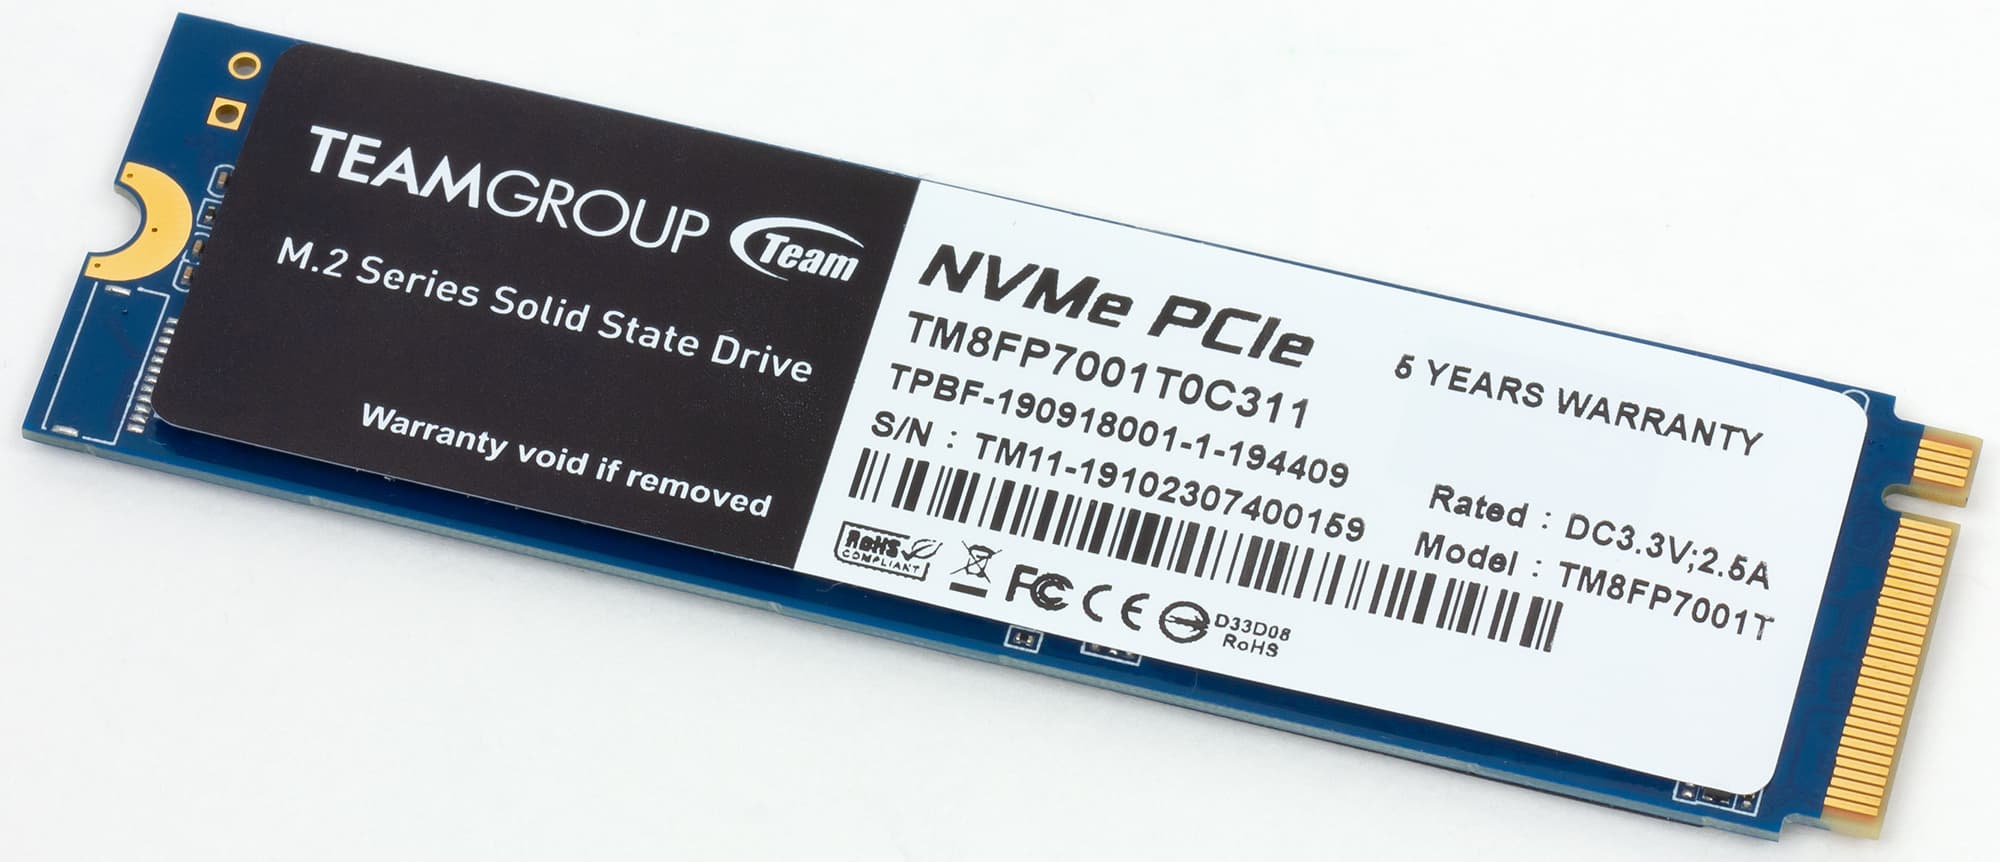 TEAMGROUP Team
M.2 Series Solid State Drive
Warranty void if removed
NVMe PCIe
TM8FP7001T0C311
5 YEARS WARRANTY
TPBF-190918001-1-194409
S/N : TM11-19102307400159
Rated : DC3.3V;2.5A
Model : TM8FP7001T
RoHS
COMPLIANT
FC CE
D33D08
RoHS